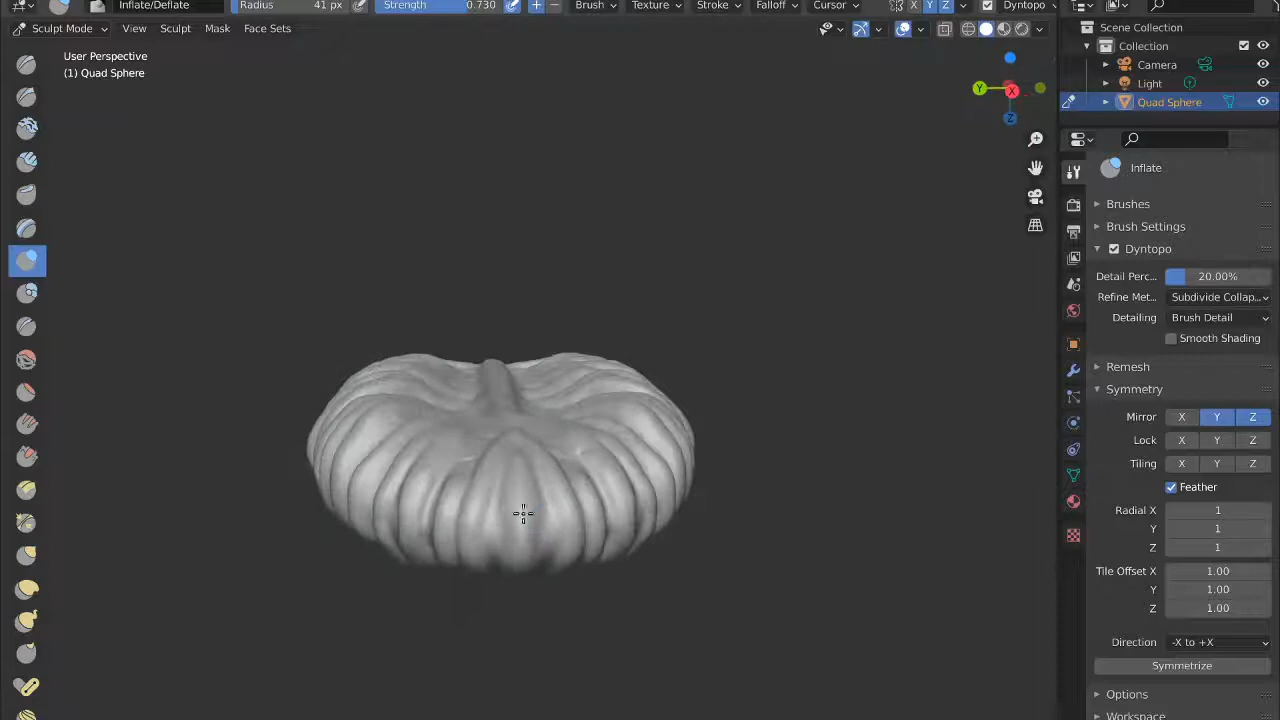 Inflate/Deflate Radius 41 px Strength 0.730 Brush Texture Stroke Falloff Cursor X Y Z Dyntopo
Sculpt Mode View Sculpt Mask Face Sets
User Perspective
(1) Quad Sphere
Y X
Z
Scene Collection
Collection
Camera
Light
Quad Sphere
Inflate
Brushes
Brush Settings
Dyntopo
Detail Perc... 20.00%
Refine Met... Subdivide Collap...
Detailing Brush Detail
Smooth Shading
Remesh
Symmetry
Mirror X Y Z
Lock X Y Z
Tiling X Y Z
Feather
Radial X 1
Y 1
Z 1
Tile Offset X 1.00
Y 1.00
Z 1.00
Direction -X to +X
Symmetrize
Options
Workspace